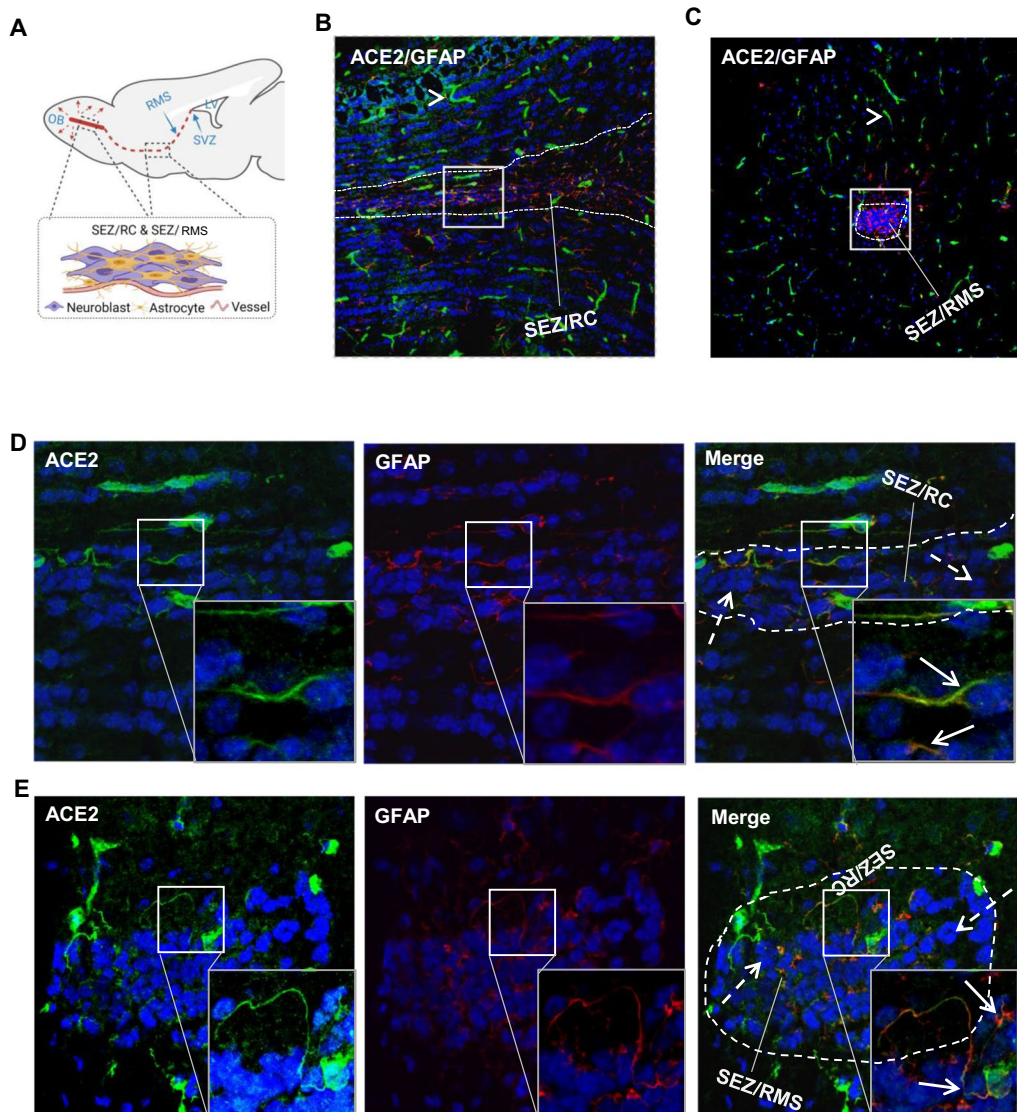 A
OB
RMS
LV
SVZ
SEZ/RC & SEZ/RMS
Neuroblast
Astrocyte
Vessel
B
ACE2/GFAP
SEZ/RC
C
ACE2/GFAP
SEZ/RMS
D
ACE2
GFAP
Merge
SEZ/RC
E
ACE2
GFAP
Merge
SEZ/RC
SEZ/RMS